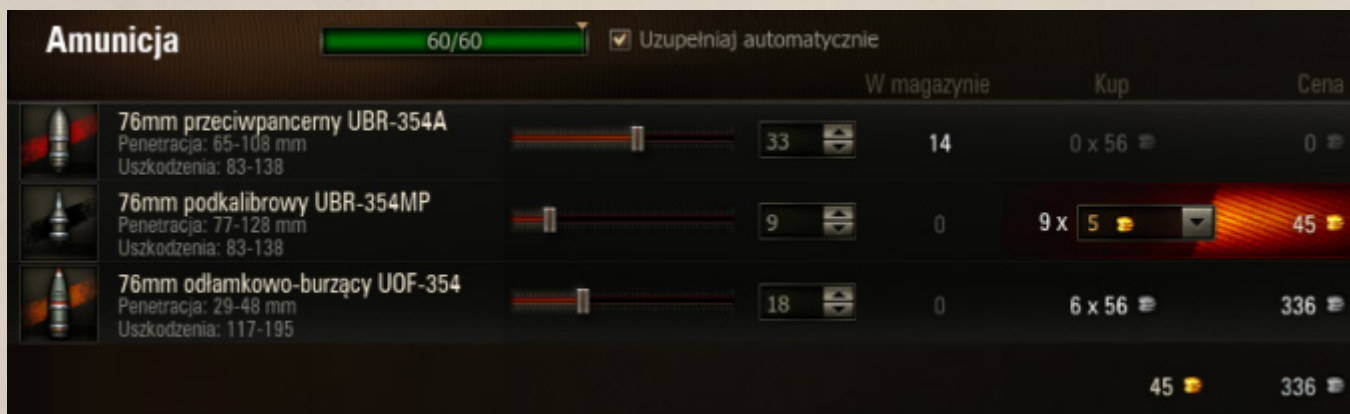 Amunicja 60/60 Uzupełniaj automatycznie
W magazynie Kup Cena
76mm przeciwpancerny UBR-354A
Penetracja: 65-108 mm
Uszkodzenia: 83-138
33 14 0 x 56 0
76mm podkalibrowy UBR-354MP
Penetracja: 77-128 mm
Uszkodzenia: 83-138
9 0 9 x 5 45
76mm odłamkowo-burzący UOF-354
Penetracja: 29-48 mm
Uszkodzenia: 117-195
18 0 6 x 56 336
45 336